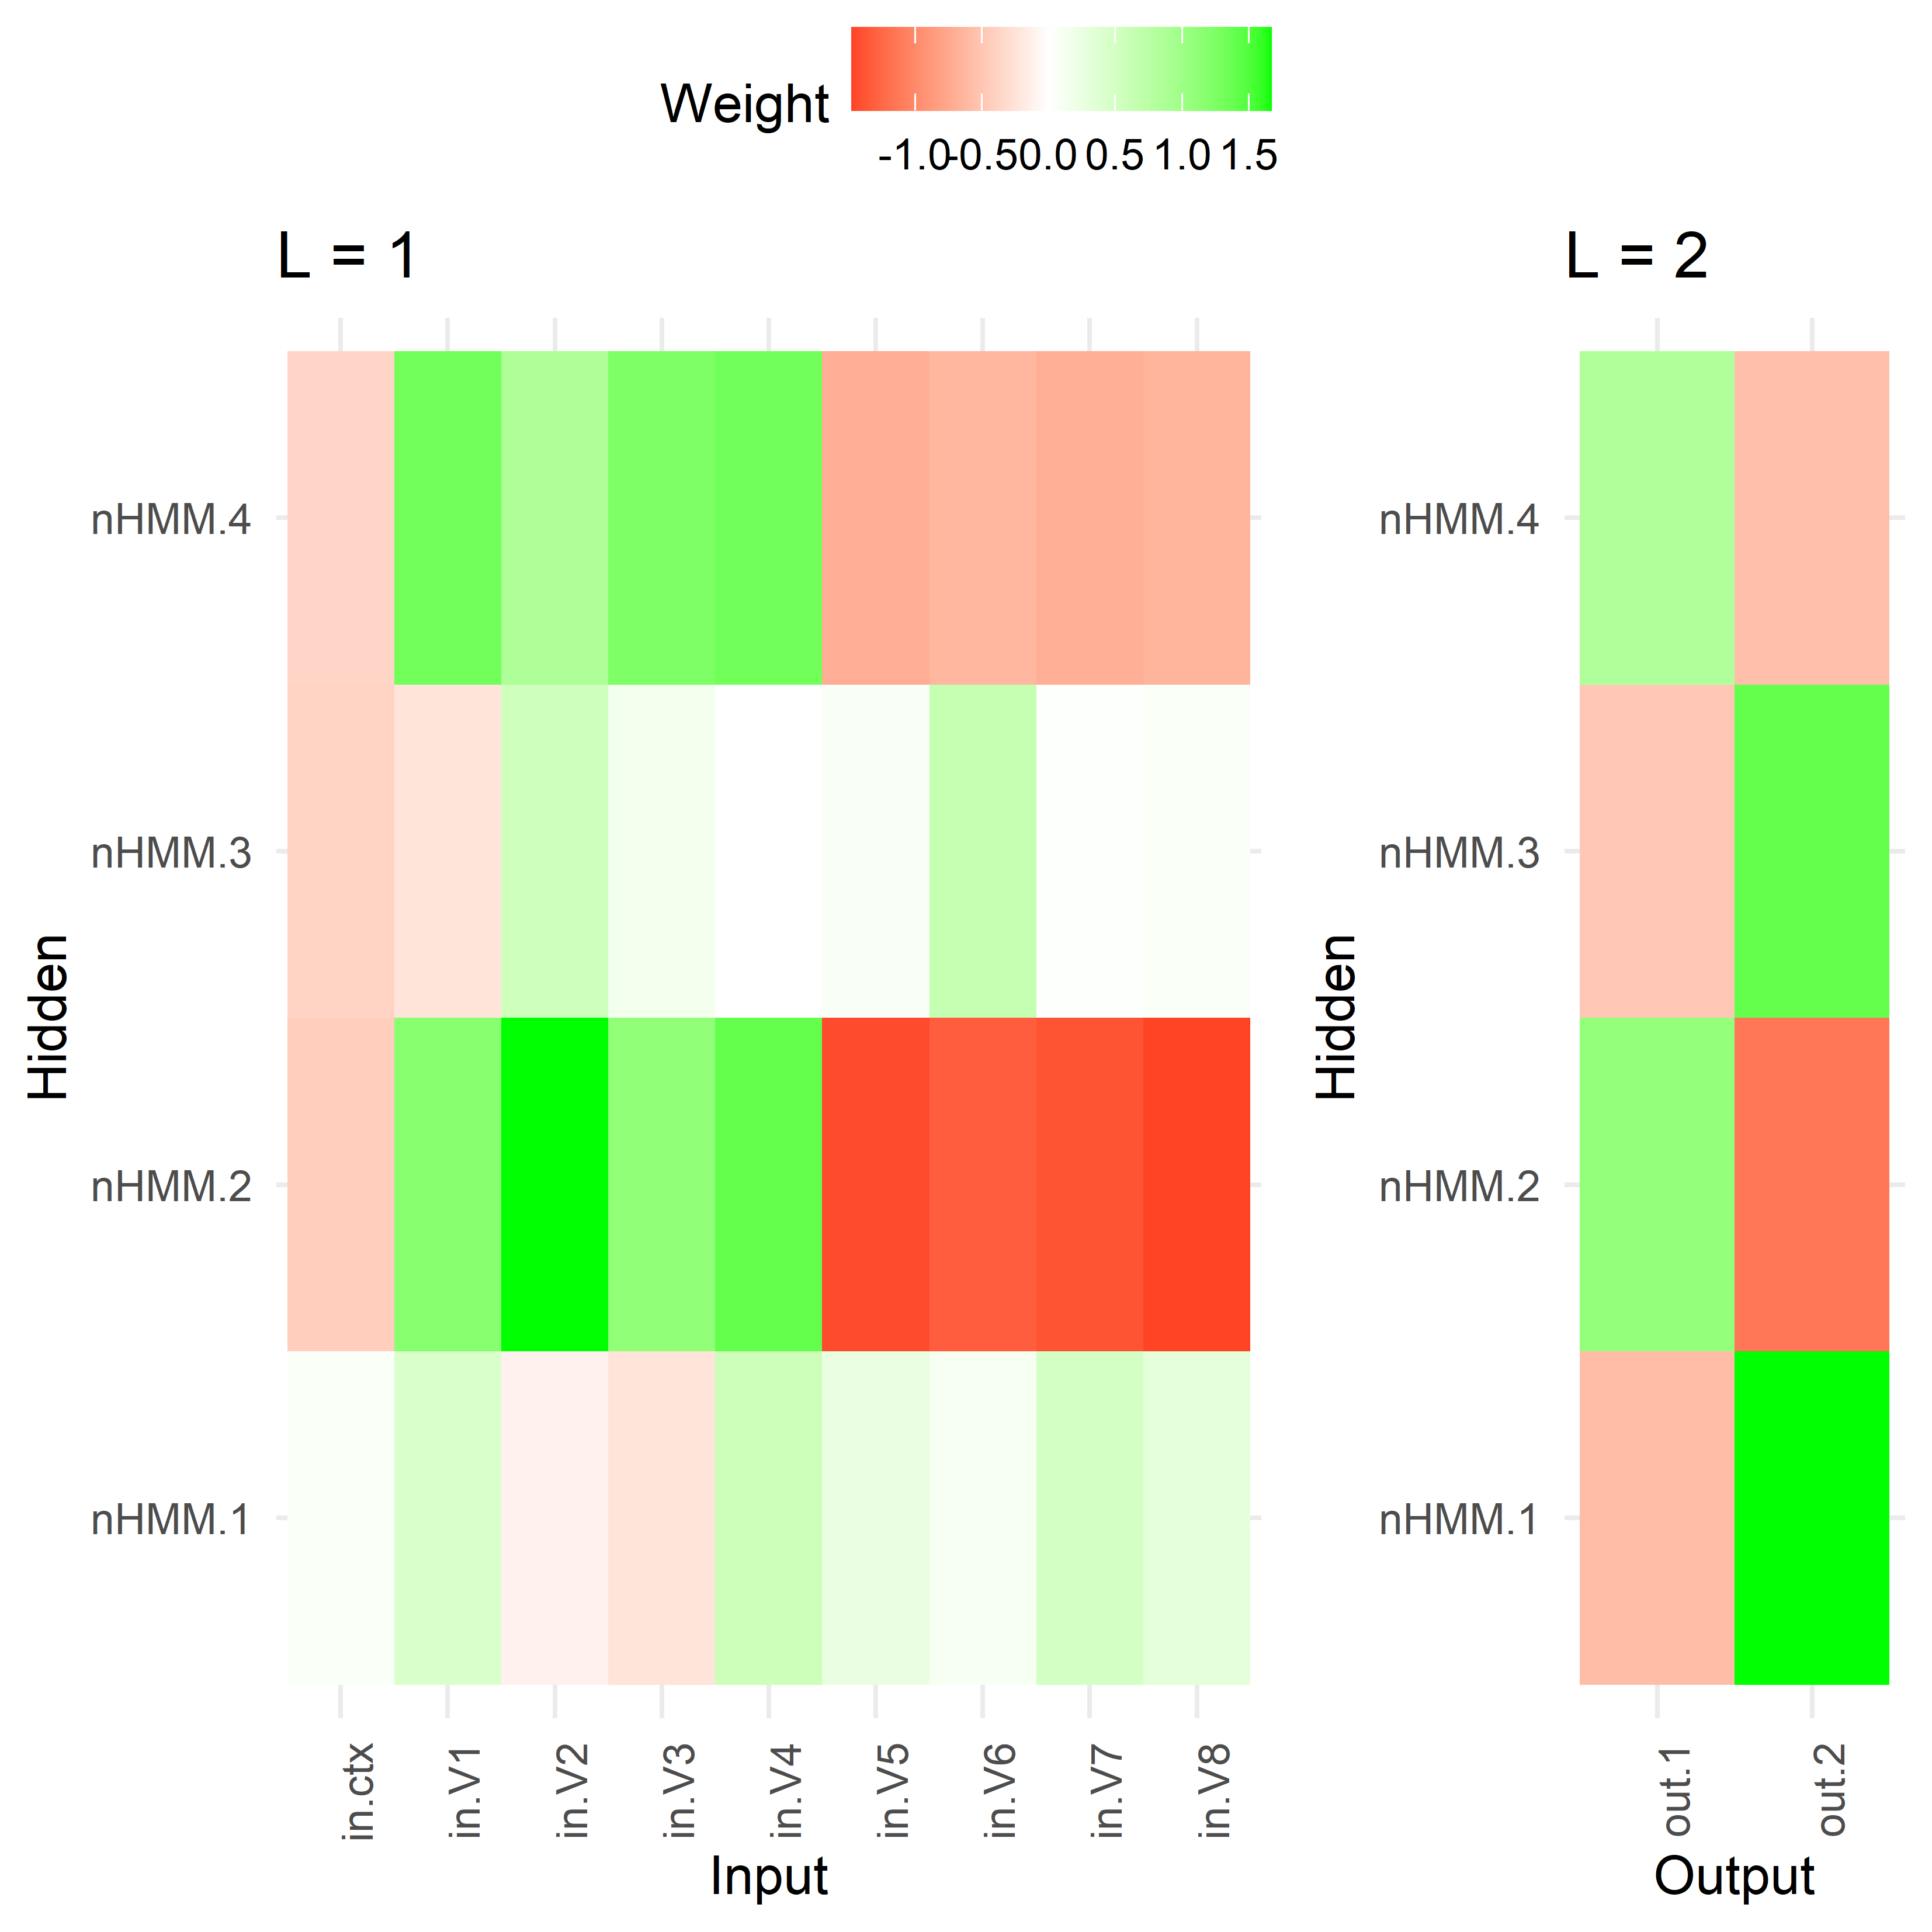 Weight
-1.0 -0.5 0.0 0.5 1.0 1.5
L = 1
L = 2
Hidden
nHMM.4
nHMM.3
nHMM.2
nHMM.1
in.ctx in.V1 in.V2 in.V3 in.V4 in.V5 in.V6 in.V7 in.V8
Input
Hidden
nHMM.4
nHMM.3
nHMM.2
nHMM.1
out.1 out.2
Output